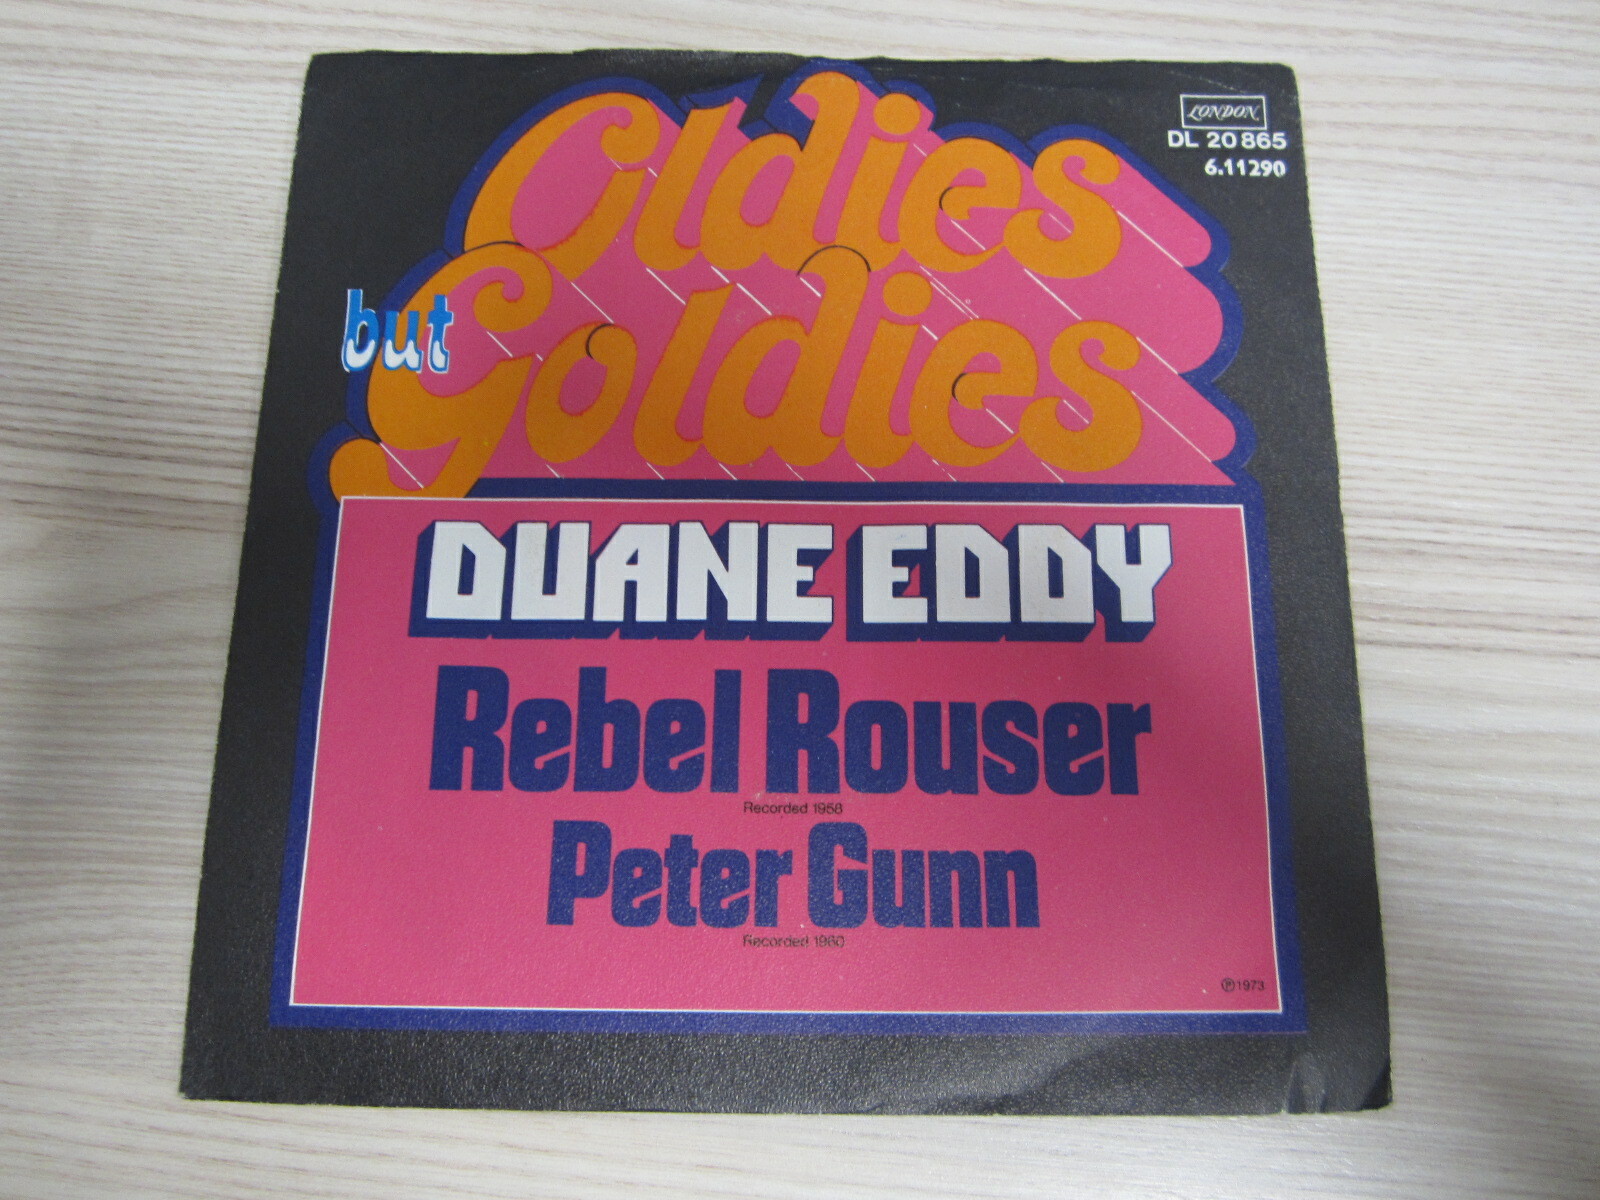 LONDON
DL 20 865
6.11290
Oldies
but
Goldies
DUANE EDDY
Rebel Rouser
Recorded 1958
Peter Gunn
Recorded 1960
℗1973